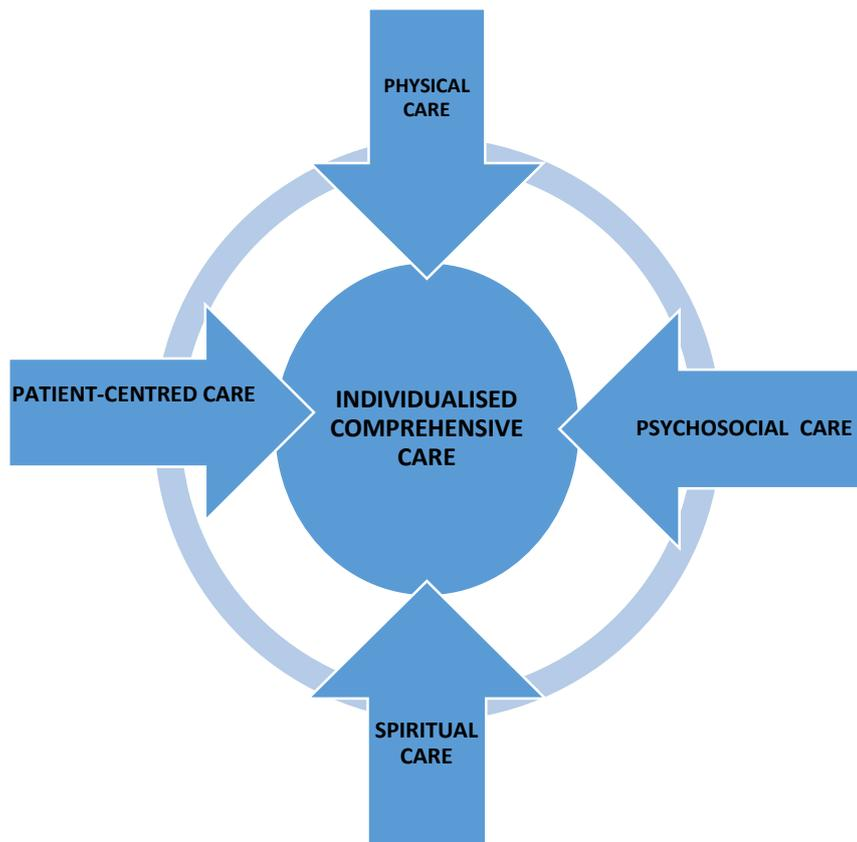 PHYSICAL
CARE
PATIENT-CENTRED CARE
INDIVIDUALISED
COMPREHENSIVE
CARE
PSYCHOSOCIAL  CARE
SPIRITUAL
CARE